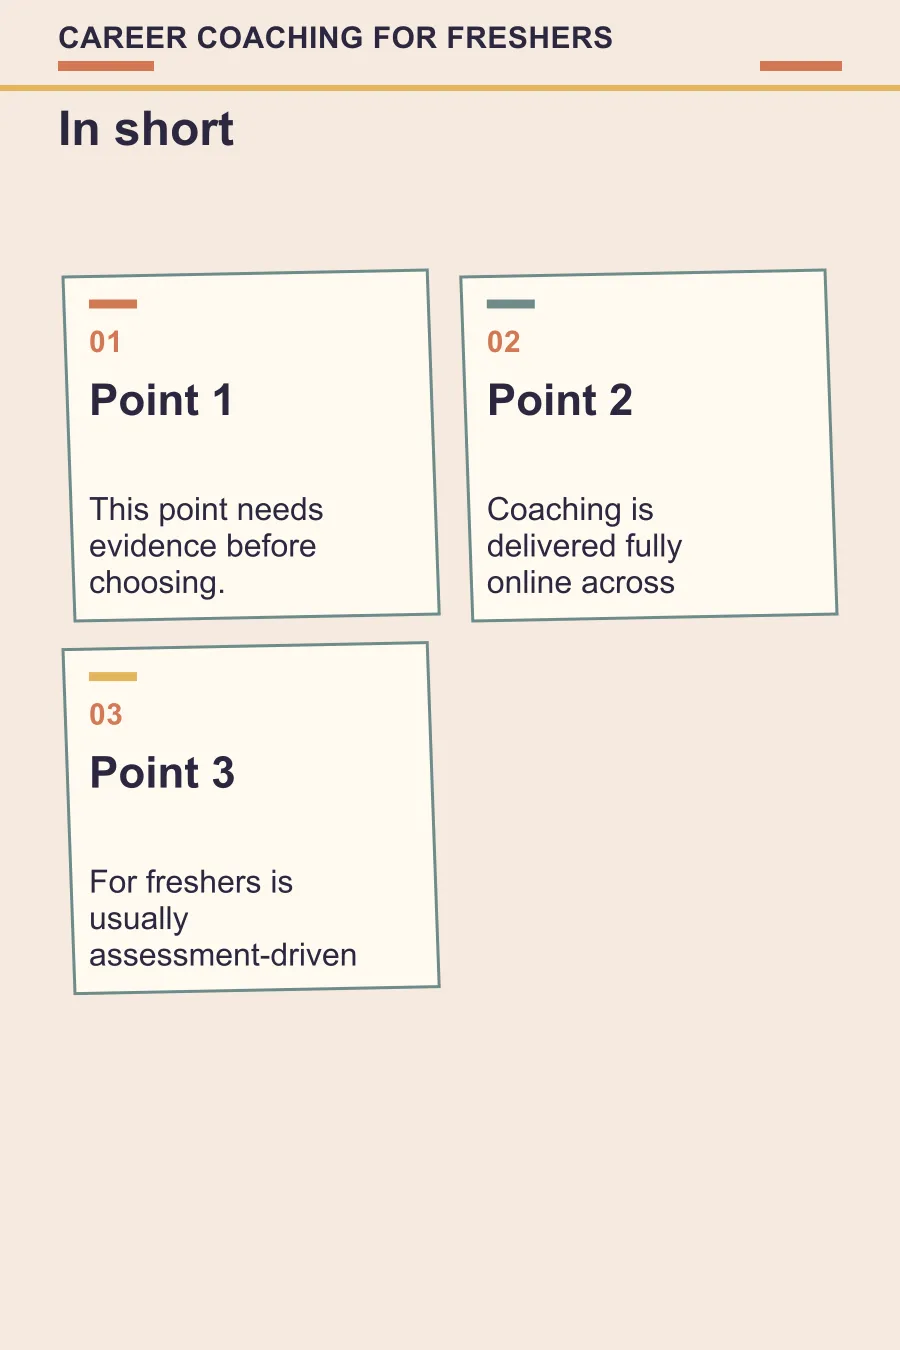 CAREER COACHING FOR FRESHERS
In short
01
Point 1
This point needs
evidence before
choosing.
02
Point 2
Coaching is
delivered fully
online across
03
Point 3
For freshers is
usually
assessment-driven